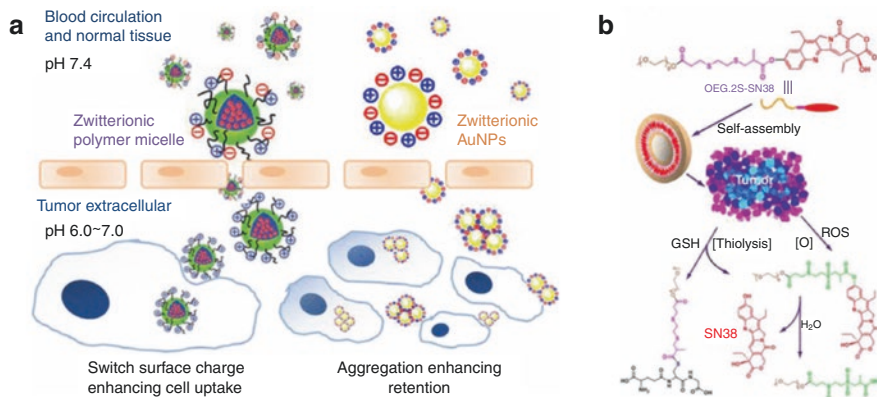 a
Blood circulation
and normal tissue
pH 7.4
Zwitterionic
polymer micelle
Zwitterionic
AuNPs
Tumor extracellular
pH 6.0~7.0
Switch surface charge
enhancing cell uptake
Aggregation enhancing
retention
b
OEG.2S-SN38
Self-assembly
Tumor
GSH
[Thiolysis]
[O]
ROS
SN38
H₂O